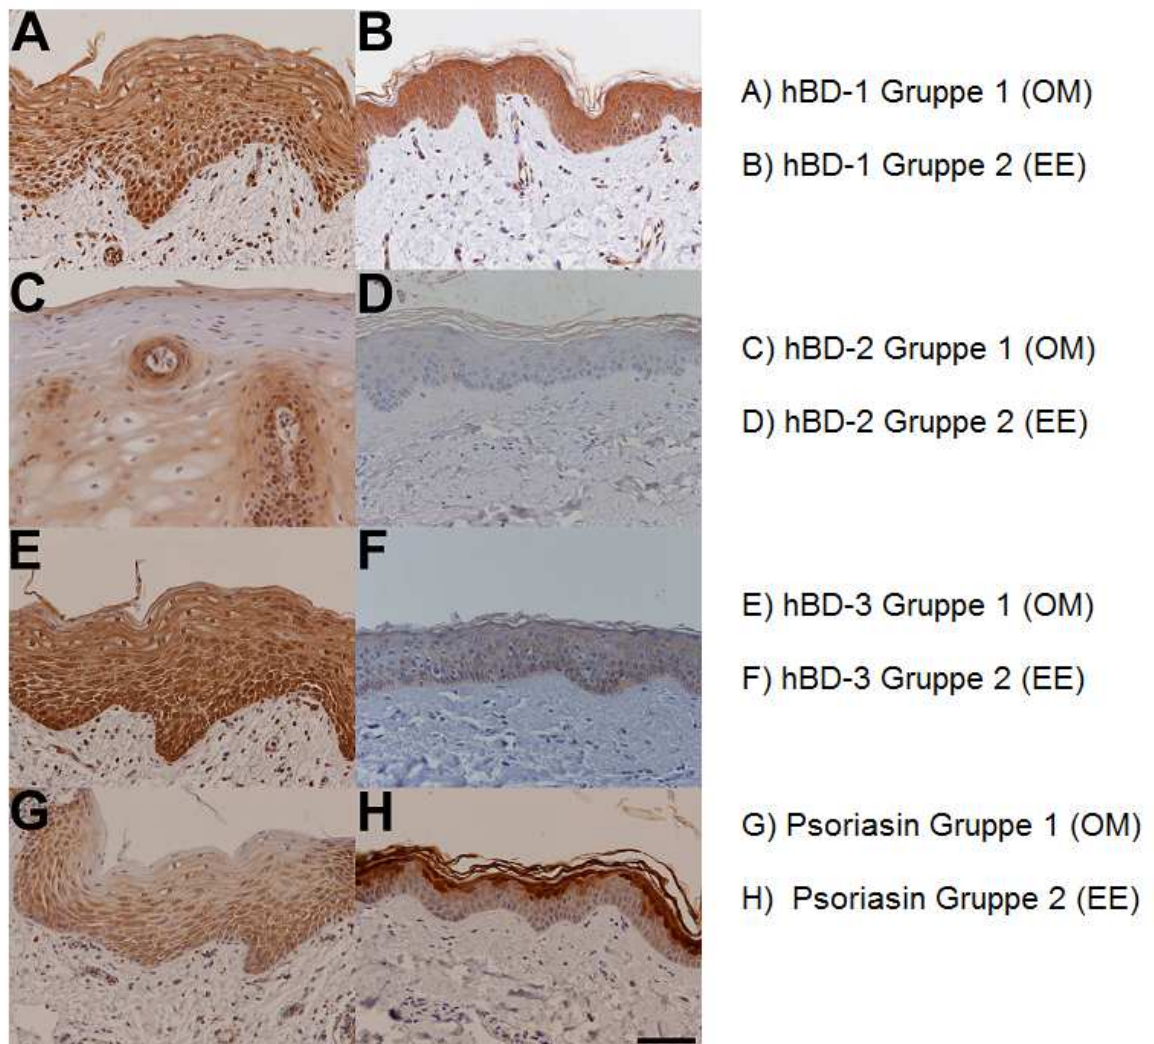 A
B
A) hBD-1 Gruppe 1 (OM)
B) hBD-1 Gruppe 2 (EE)
C
D
C) hBD-2 Gruppe 1 (OM)
D) hBD-2 Gruppe 2 (EE)
E
F
E) hBD-3 Gruppe 1 (OM)
F) hBD-3 Gruppe 2 (EE)
G
H
G) Psoriasin Gruppe 1 (OM)
H) Psoriasin Gruppe 2 (EE)